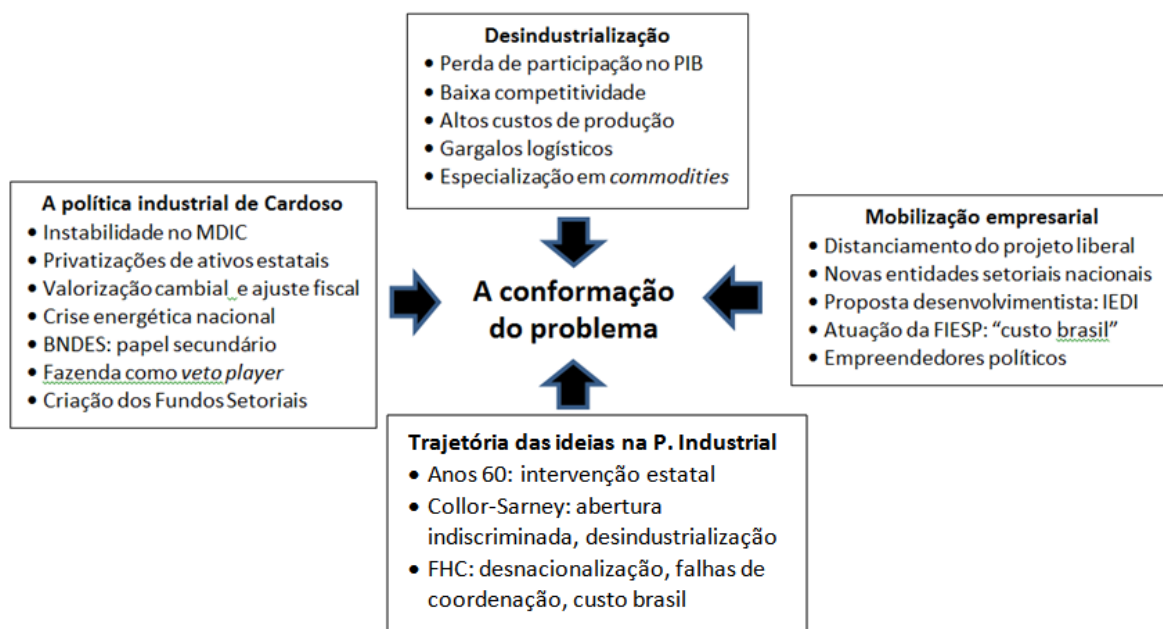 Desindustrialização
• Perda de participação no PIB
• Baixa competitividade
• Altos custos de produção
• Gargalos logísticos
• Especialização em commodities
A política industrial de Cardoso
• Instabilidade no MDIC
• Privatizações de ativos estatais
• Valorização cambial e ajuste fiscal
• Crise energética nacional
• BNDES: papel secundário
• Fazenda como veto player
• Criação dos Fundos Setoriais
A conformação
do problema
Mobilização empresarial
• Distanciamento do projeto liberal
• Novas entidades setoriais nacionais
• Proposta desenvolvimentista: IEDI
• Atuação da FIESP: “custo brasil”
• Empreendedores políticos
Trajetória das ideias na P. Industrial
• Anos 60: intervenção estatal
• Collor-Sarney: abertura
indiscriminada, desindustrialização
• FHC: desnacionalização, falhas de
coordenação, custo brasil